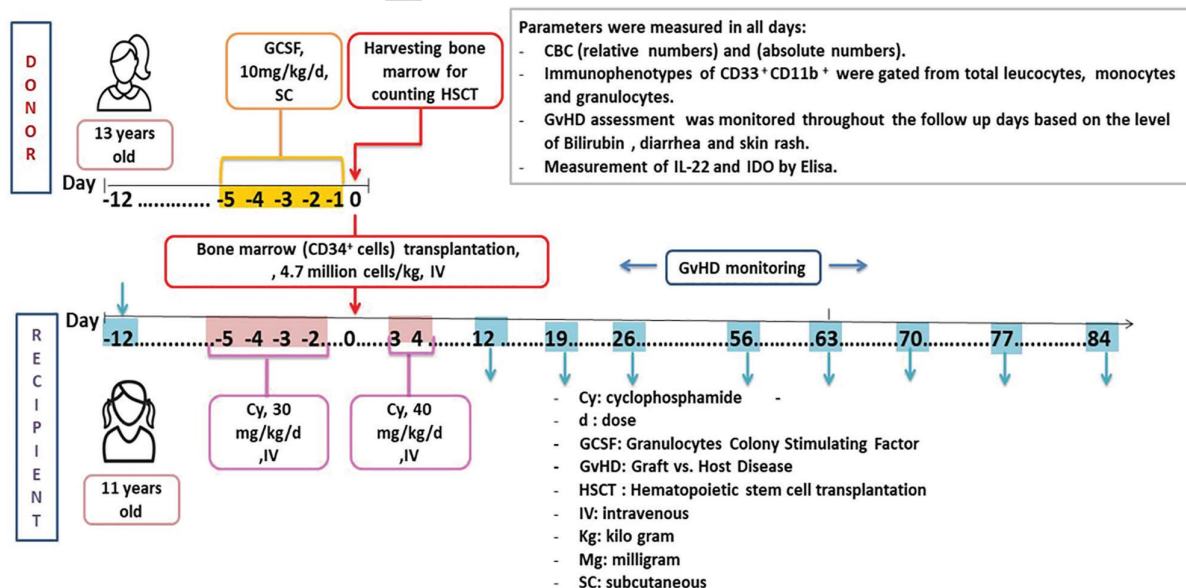 DONOR
13 years
old
GCSF,
10mg/kg/d,
SC
Harvesting bone
marrow for
counting HSCT
Parameters were measured in all days:
- CBC (relative numbers) and (absolute numbers).
- Immunophenotypes of CD33⁺CD11b⁺ were gated from total leucocytes, monocytes
and granulocytes.
- GvHD assessment was monitored throughout the follow up days based on the level
of Bilirubin , diarrhea and skin rash.
- Measurement of IL-22 and IDO by Elisa.
Day
-12 .............. -5 -4 -3 -2 -1 0
Bone marrow (CD34⁺ cells) transplantation,
, 4.7 million cells/kg, IV
GvHD monitoring
RECIPIENT
Day
-12..............-5 -4 -3 -2...0......3 4.......12........19.......26..............56........63..........70..........77............84
Cy, 30
mg/kg/d
,IV
Cy, 40
mg/kg/d
,IV
11 years
old
- Cy: cyclophosphamide -
- d : dose
- GCSF: Granulocytes Colony Stimulating Factor
- GvHD: Graft vs. Host Disease
- HSCT : Hematopoietic stem cell transplantation
- IV: intravenous
- Kg: kilo gram
- Mg: milligram
- SC: subcutaneous